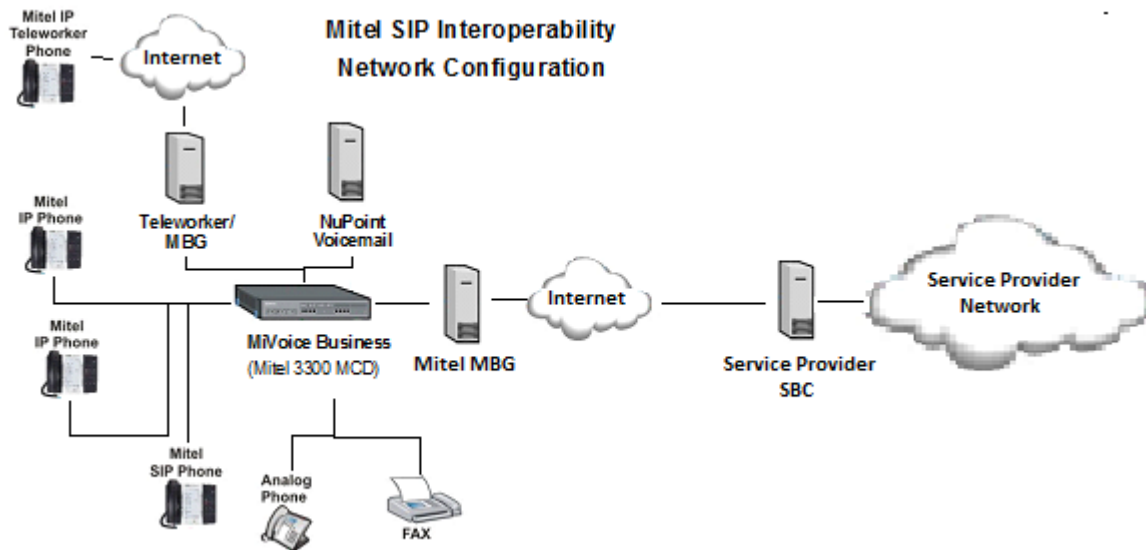 Mitel IP
Teleworker
Phone
Internet
Mitel SIP Interoperability
Network Configuration
Mitel
IP Phone
Teleworker/
MBG
NuPoint
Voicemail
Mitel
IP Phone
MiVoice Business
(Mitel 3300 MCD)
Mitel MBG
Internet
Service Provider
SBC
Service Provider
Network
Mitel
SIP Phone
Analog
Phone
FAX